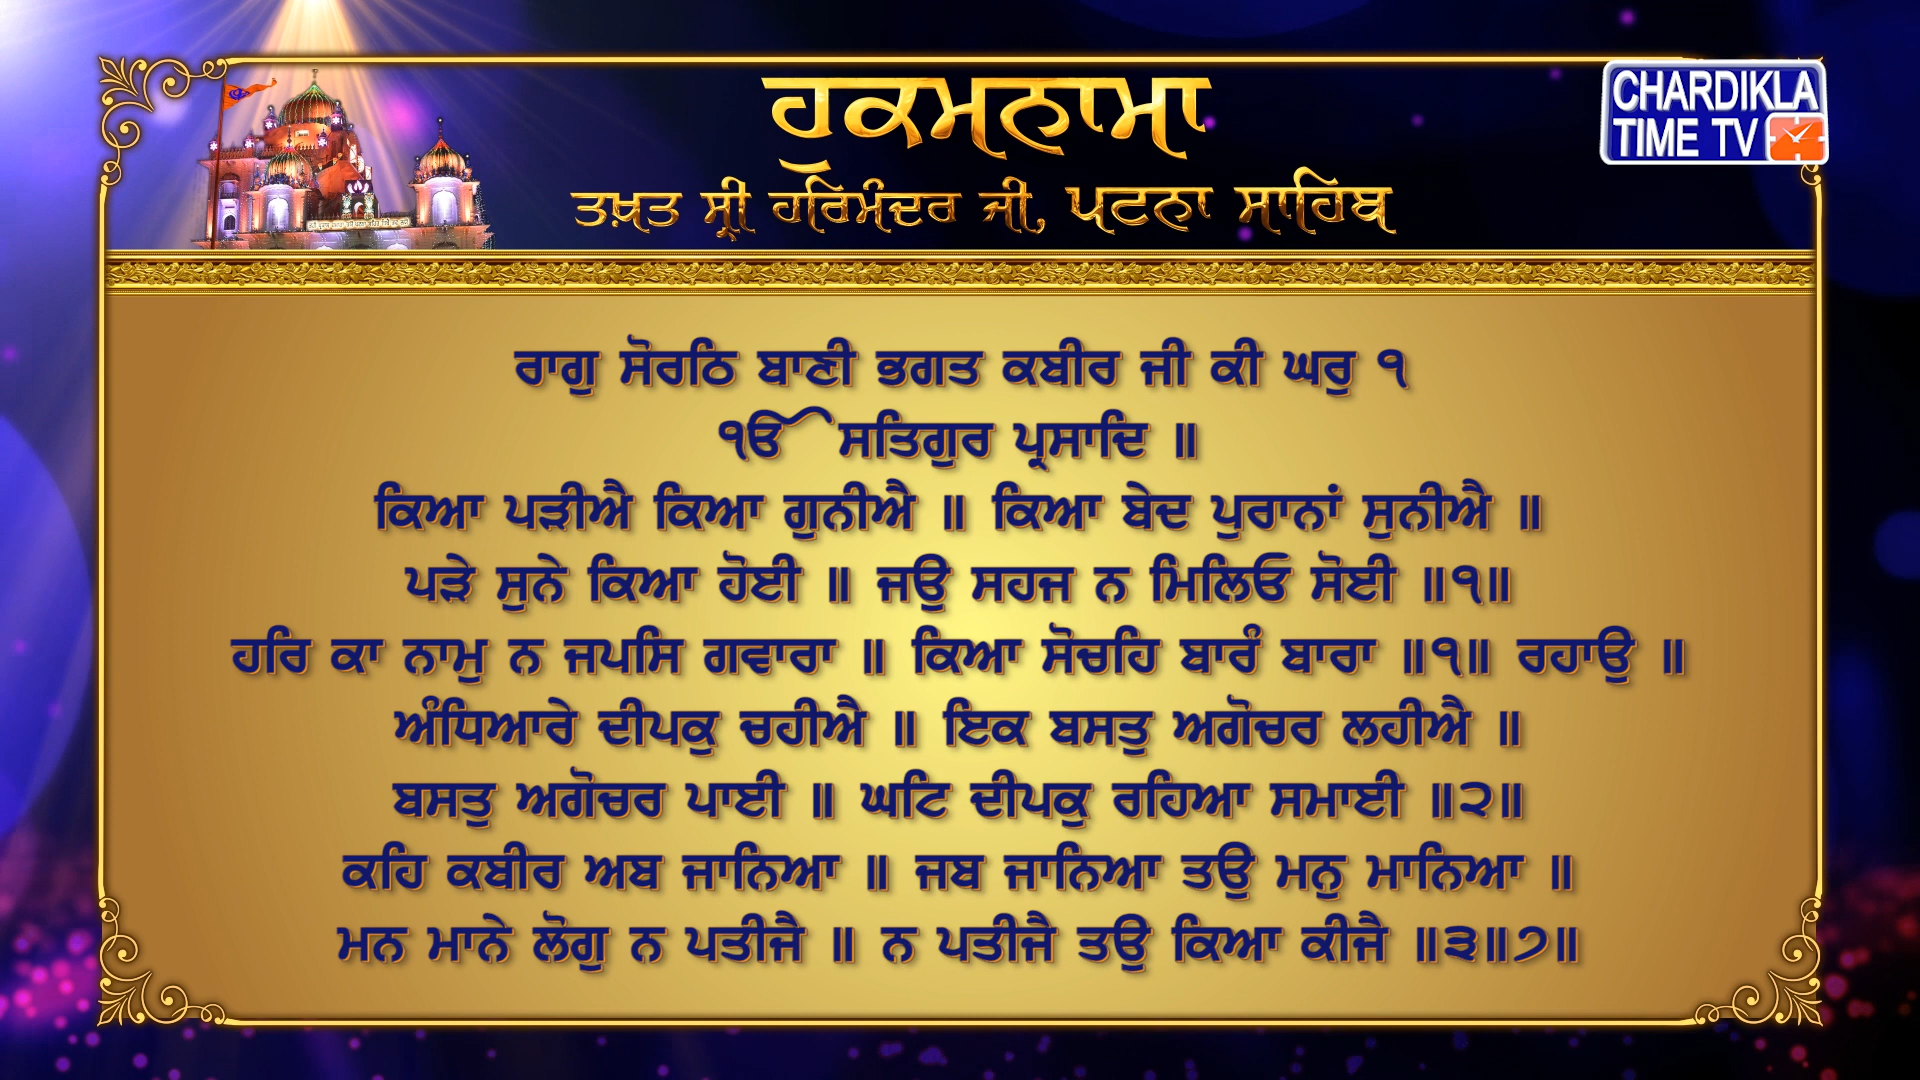 ਹੁਕਮਨਾਮਾ
ਤਖ਼ਤ ਸ੍ਰੀ ਹਰਿਮੰਦਰ ਜੀ, ਪਟਨਾ ਸਾਹਿਬ
CHARDIKLA
TIME TV
ਰਾਗੁ ਸੋਰਠਿ ਬਾਣੀ ਭਗਤ ਕਬੀਰ ਜੀ ਕੀ ਘਰੁ ੧
ੴ ਸਤਿਗੁਰ ਪ੍ਰਸਾਦਿ ॥
ਕਿਆ ਪੜੀਐ ਕਿਆ ਗੁਨੀਐ ॥ ਕਿਆ ਬੇਦ ਪੁਰਾਨਾਂ ਸੁਨੀਐ ॥
ਪੜੇ ਸੁਨੇ ਕਿਆ ਹੋਈ ॥ ਜਉ ਸਹਜ ਨ ਮਿਲਿਓ ਸੋਈ ॥੧॥
ਹਰਿ ਕਾ ਨਾਮੁ ਨ ਜਪਸਿ ਗਵਾਰਾ ॥ ਕਿਆ ਸੋਚਹਿ ਬਾਰੰ ਬਾਰਾ ॥੧॥ ਰਹਾਉ ॥
ਅੰਧਿਆਰੇ ਦੀਪਕੁ ਚਹੀਐ ॥ ਇਕ ਬਸਤੁ ਅਗੋਚਰ ਲਹੀਐ ॥
ਬਸਤੁ ਅਗੋਚਰ ਪਾਈ ॥ ਘਟਿ ਦੀਪਕੁ ਰਹਿਆ ਸਮਾਈ ॥੨॥
ਕਹਿ ਕਬੀਰ ਅਬ ਜਾਨਿਆ ॥ ਜਬ ਜਾਨਿਆ ਤਉ ਮਨੁ ਮਾਨਿਆ ॥
ਮਨ ਮਾਨੇ ਲੋਗੁ ਨ ਪਤੀਜੈ ॥ ਨ ਪਤੀਜੈ ਤਉ ਕਿਆ ਕੀਜੈ ॥੩॥੭॥